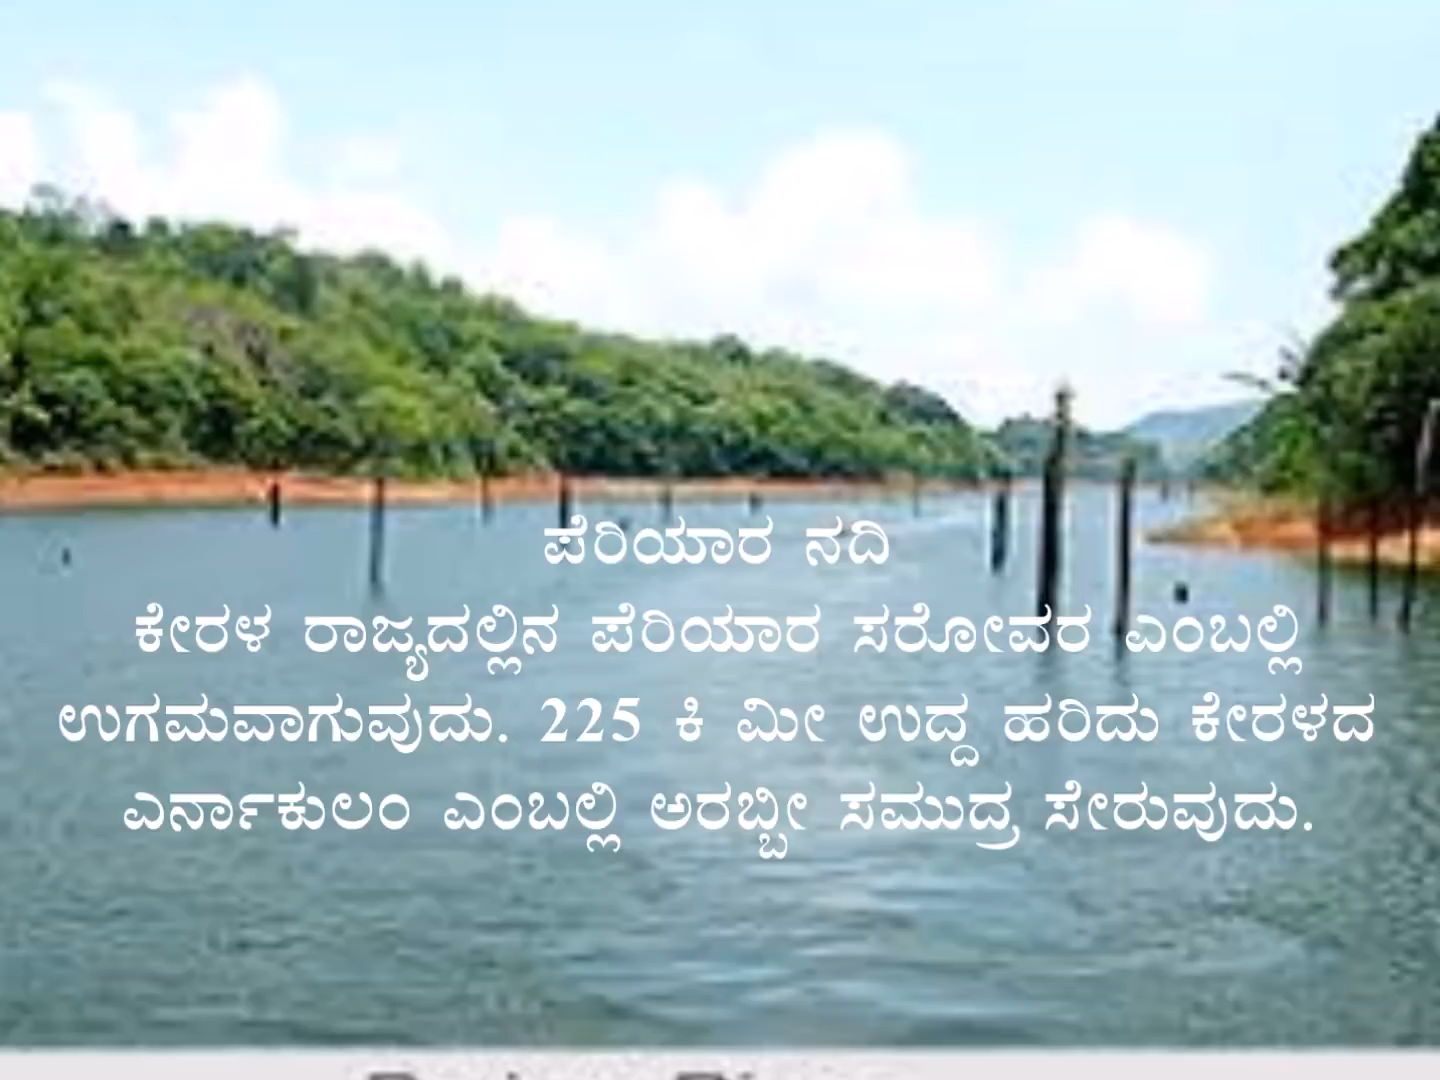 ಪೆರಿಯಾರ ನದಿ
ಕೇರಳ ರಾಜ್ಯದಲ್ಲಿನ ಪೆರಿಯಾರ ಸರೋವರ ಎಂಬಲ್ಲಿ
ಉಗಮವಾಗುವುದು. 225 ಕಿ ಮೀ ಉದ್ದ ಹರಿದು ಕೇರಳದ
ಎರ್ನಾಕುಲಂ ಎಂಬಲ್ಲಿ ಅರಬ್ಬೀ ಸಮುದ್ರ ಸೇರುವುದು.